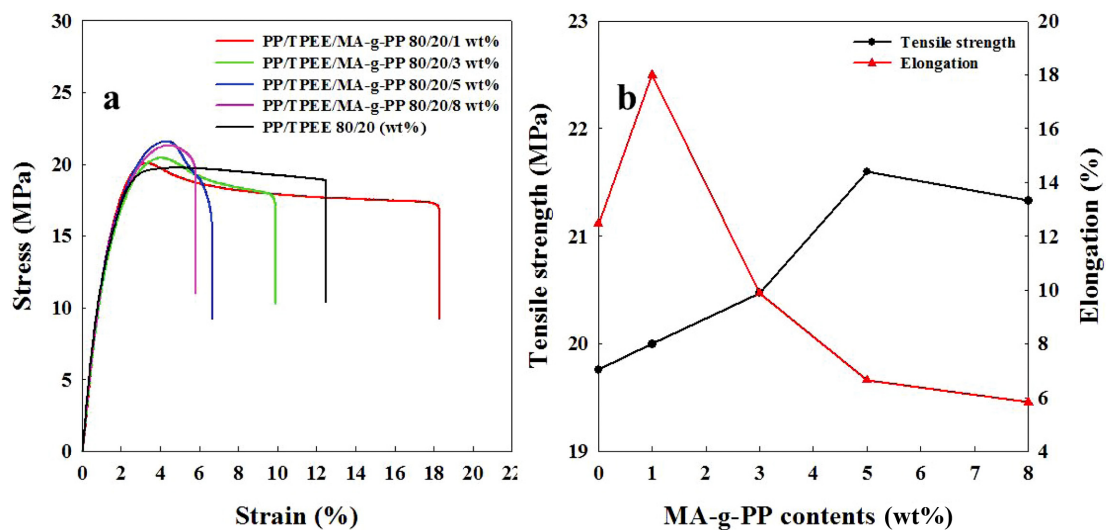 a
PP/TPEE/MA-g-PP 80/20/1 wt%
PP/TPEE/MA-g-PP 80/20/3 wt%
PP/TPEE/MA-g-PP 80/20/5 wt%
PP/TPEE/MA-g-PP 80/20/8 wt%
PP/TPEE 80/20 (wt%)
Stress (MPa)
30
25
20
15
10
5
0
0 2 4 6 8 10 12 14 16 18 20 22
Strain (%)
b
Tensile strength
Elongation
Tensile strength (MPa)
23
22
21
20
19
0 1 2 3 4 5 6 7 8
MA-g-PP contents (wt%)
20
18
16
14
12
10
8
6
4
Elongation (%)